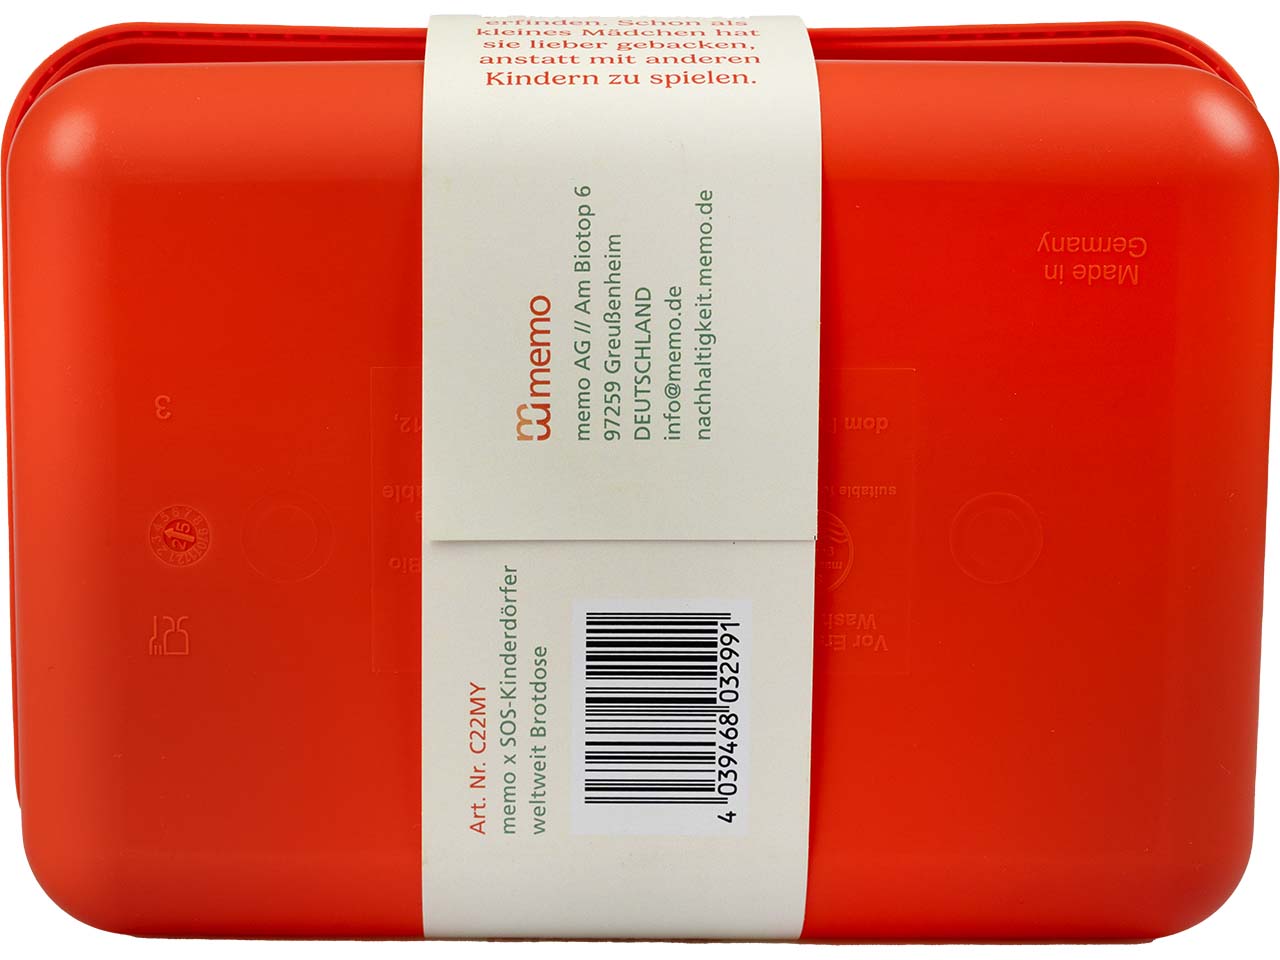 erfinden. Schon als
kleines Mädchen hat
sie lieber gebacken,
anstatt mit anderen
Kindern zu spielen.
memo
memo AG // Am Biotop 6
97259 Greußenheim
DEUTSCHLAND
info@memo.de
nachhaltigkeit.memo.de
Art. Nr. C22MY
memo x SOS-Kinderdörfer
weltweit Brotdose
4 039468 032991
Made in
Germany
3
suitable